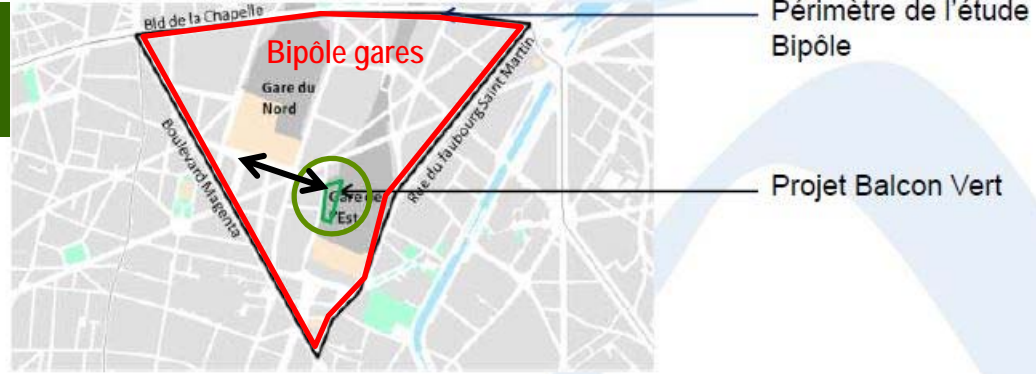 Bld de la Chapelle
Bipôle gares
Gare du
Nord
Boulevard Magenta
Rue du faubourg Saint Martin
Gare de
l'Est
Périmètre de l'étude
Bipôle
Projet Balcon Vert